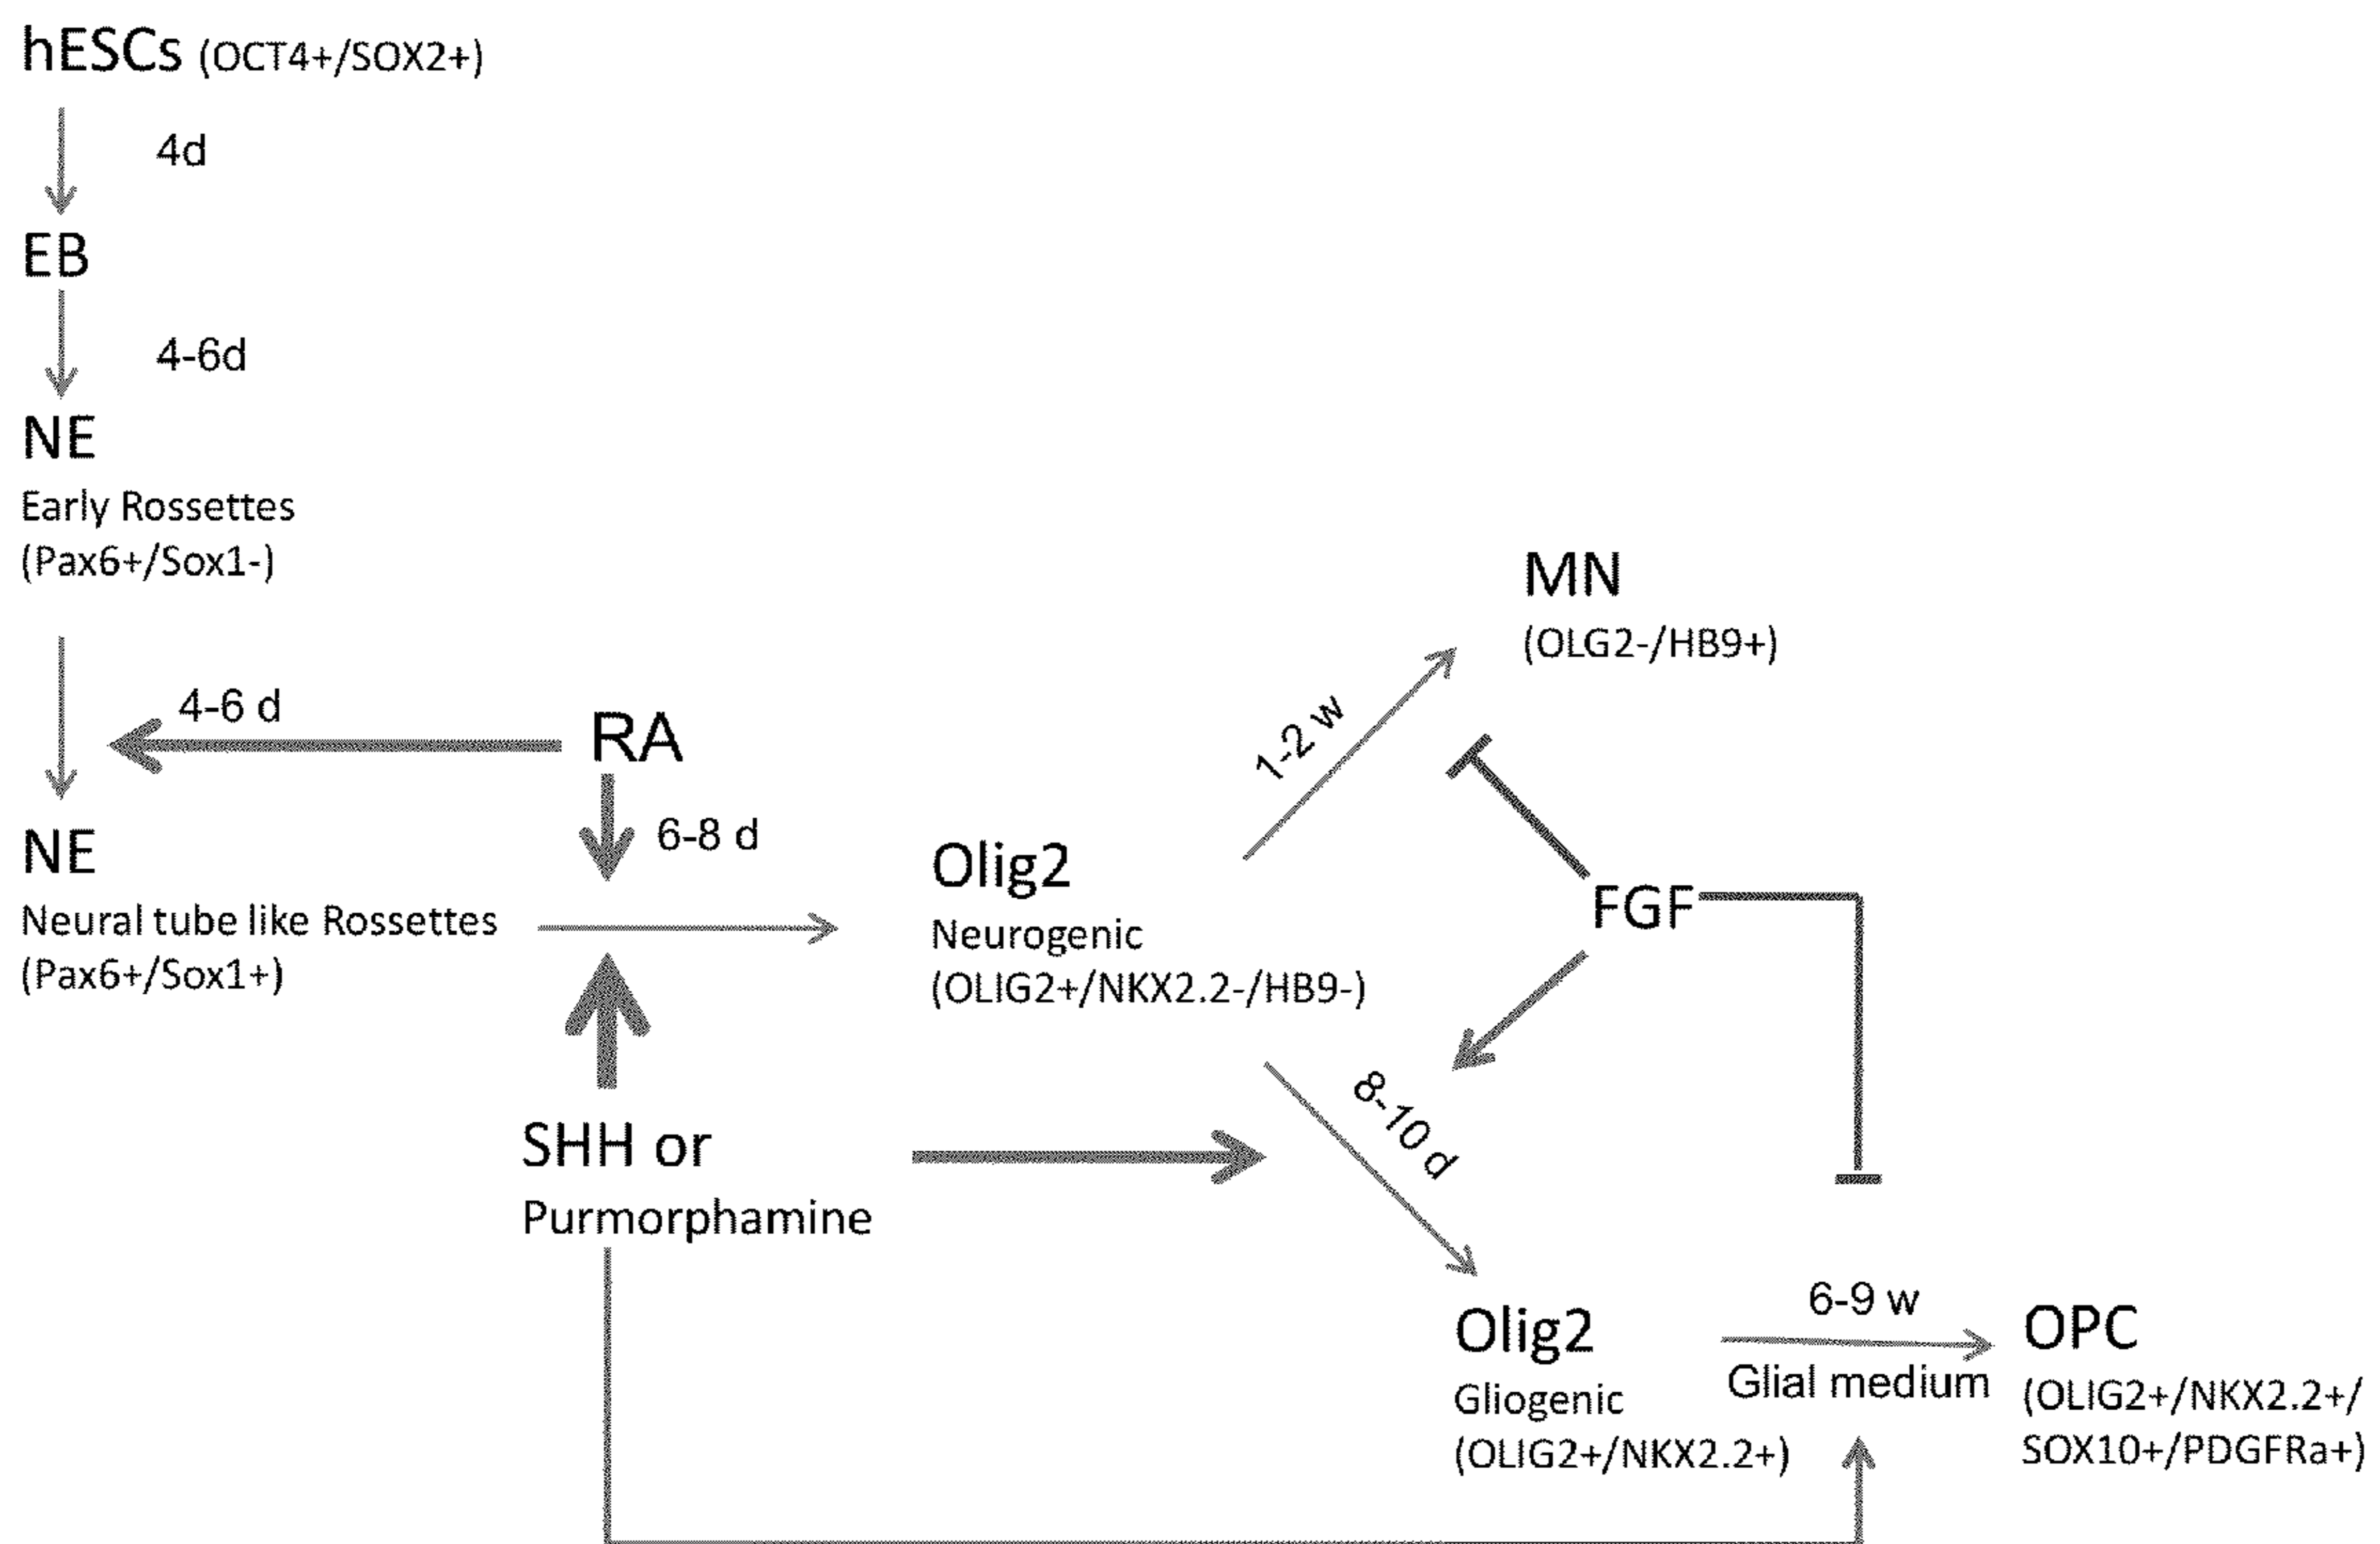 hESCs (OCT4+/SOX2+)
4d
EB
4-6d
NE
Early Rossettes
(Pax6+/Sox1-)
4-6 d
RA
6-8 d
NE
Neural tube like Rossettes
(Pax6+/Sox1+)
SHH or
Purmorphamine
Olig2
Neurogenic
(OLIG2+/NKX2.2-/HB9-)
1-2 w
MN
(OLG2-/HB9+)
FGF
8-10 d
Olig2
Gliogenic
(OLIG2+/NKX2.2+)
6-9 w
Glial medium
OPC
(OLIG2+/NKX2.2+/
SOX10+/PDGFRa+)